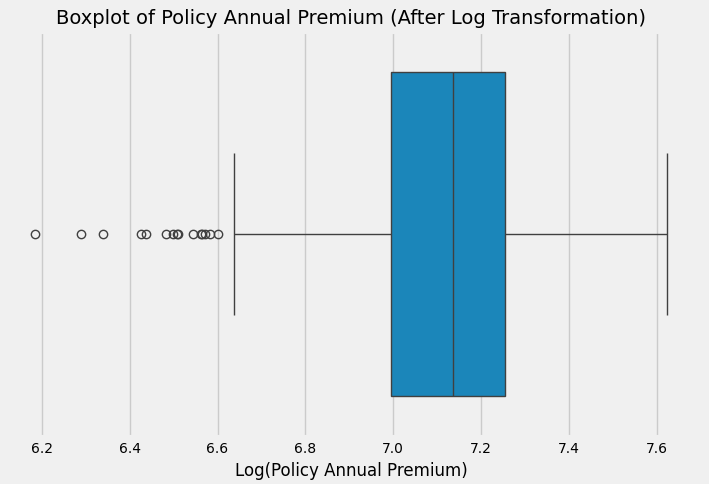 Boxplot of Policy Annual Premium (After Log Transformation)
6.2 6.4 6.6 6.8 7.0 7.2 7.4 7.6
Log(Policy Annual Premium)